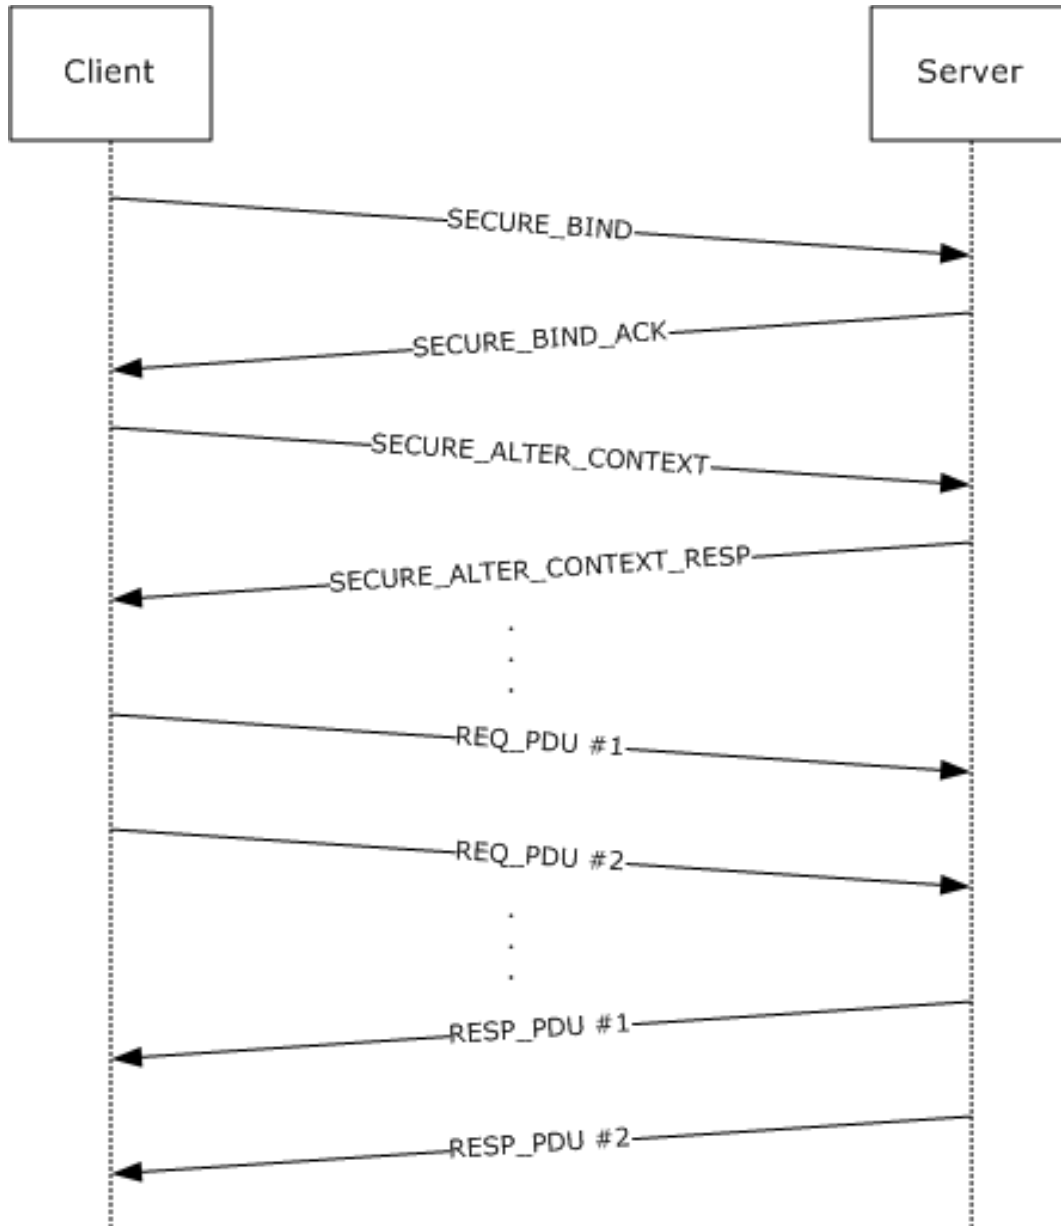 Client
Server
SECURE_BIND
SECURE_BIND_ACK
SECURE_ALTER_CONTEXT
SECURE_ALTER_CONTEXT_RESP
.
.
.
REQ_PDU #1
REQ_PDU #2
.
.
.
RESP_PDU #1
RESP_PDU #2